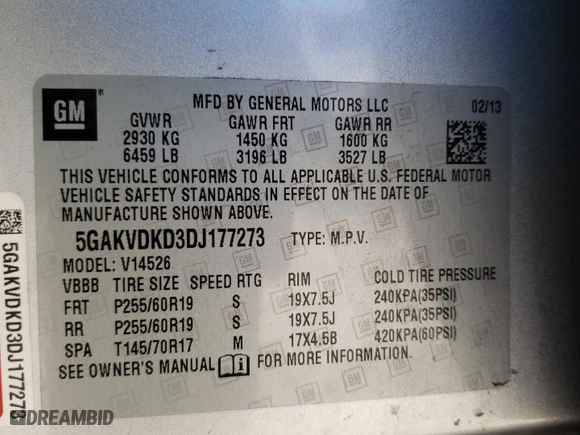 GM ®
MFD BY GENERAL MOTORS LLC 02/13
GVWR GAWR FRT GAWR RR
2930 KG 1450 KG 1600 KG
6459 LB 3196 LB 3527 LB
THIS VEHICLE CONFORMS TO ALL APPLICABLE U.S. FEDERAL MOTOR
VEHICLE SAFETY STANDARDS IN EFFECT ON THE DATE OF
MANUFACTURE SHOWN ABOVE.
5GAKVDKD3DJ177273 TYPE: M.P.V.
MODEL: V14526
VBBB TIRE SIZE SPEED RTG RIM COLD TIRE PRESSURE
FRT P255/60R19 S 19X7.5J 240KPA(35PSI)
RR P255/60R19 S 19X7.5J 240KPA(35PSI)
SPA T145/70R17 M 17X4.5B 420KPA(60PSI)
SEE OWNER'S MANUAL FOR MORE INFORMATION.
5GAKVDKD3DJ177273
DREAMBID